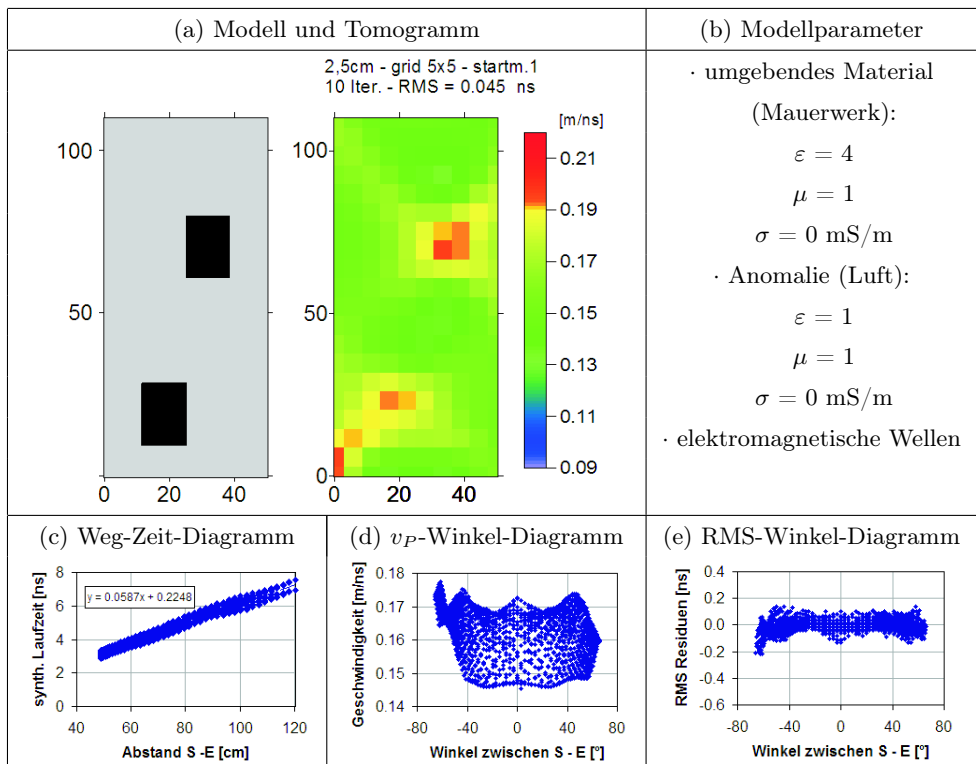 (a) Modell und Tomogramm
(b) Modellparameter
2,5cm - grid 5x5 - startm.1
10 Iter. - RMS = 0.045 ns
[m/ns]
100
50
0
0
20
40
100
50
0
0
20
40
0.21
0.19
0.17
0.15
0.13
0.11
0.09
· umgebendes Material
(Mauerwerk):
ε = 4
μ = 1
σ = 0 mS/m
· Anomalie (Luft):
ε = 1
μ = 1
σ = 0 mS/m
· elektromagnetische Wellen
(c) Weg-Zeit-Diagramm
synth. Laufzeit [ns]
8
6
4
2
0
y = 0.0587x + 0.2248
40
60
80
100
120
Abstand S -E [cm]
(d) vP-Winkel-Diagramm
Geschwindigkeit [m/ns]
0.18
0.17
0.16
0.15
0.14
-80
-40
0
40
80
Winkel zwischen S - E [°]
(e) RMS-Winkel-Diagramm
RMS Residuen [ns]
0.4
0.2
0.0
-0.2
-0.4
-0.6
-80
-40
0
40
80
Winkel zwischen S - E [°]